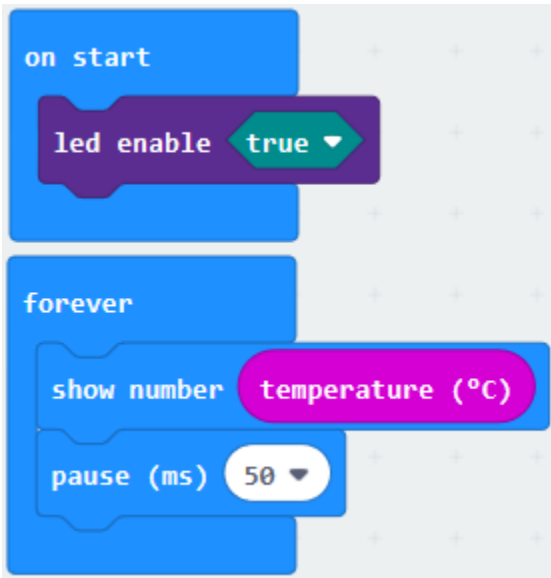 on start
led enable true
forever
show number temperature (°C)
pause (ms) 50